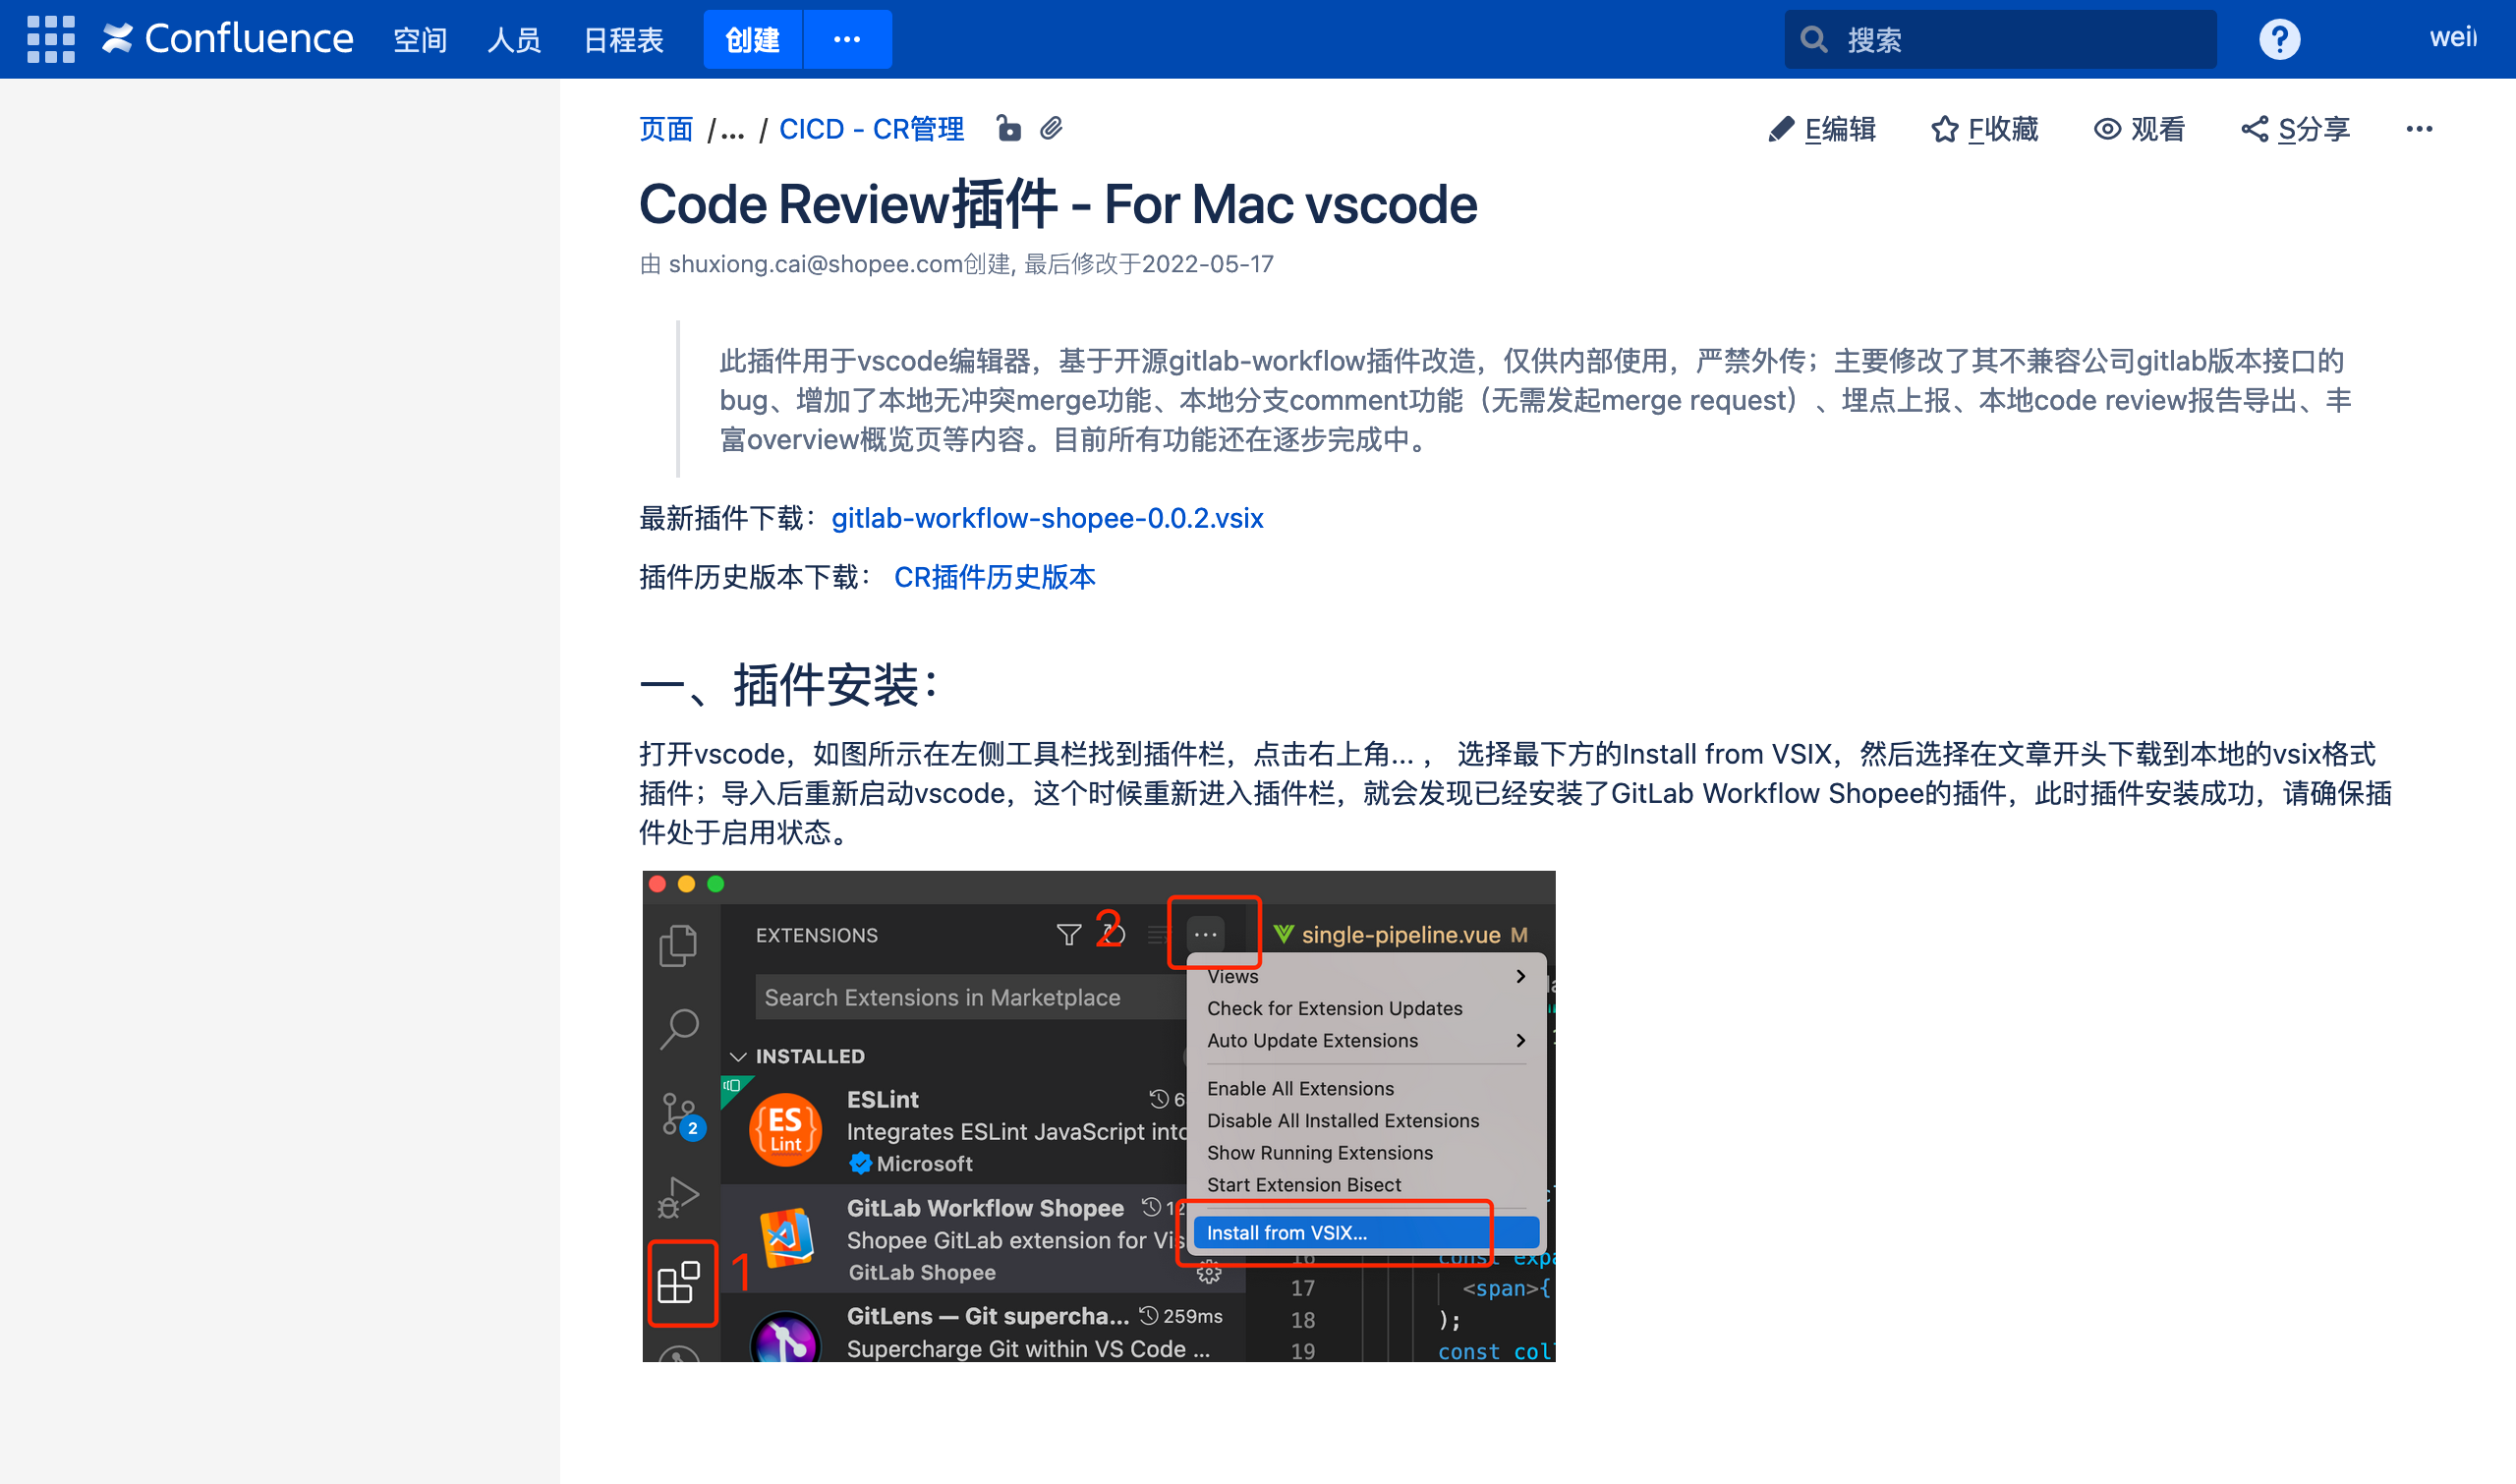 Confluence 空间 人员 日程表 创建 ··· 搜索 ? weil
页面 /... / CICD - CR管理 E编辑 F收藏 观看 S分享 ···
Code Review插件 - For Mac vscode
由 shuxiong.cai@shopee.com创建, 最后修改于2022-05-17
此插件用于vscode编辑器，基于开源gitlab-workflow插件改造，仅供内部使用，严禁外传；主要修改了其不兼容公司gitlab版本接口的
bug、增加了本地无冲突merge功能、本地分支comment功能（无需发起merge request）、埋点上报、本地code review报告导出、丰
富overview概览页等内容。目前所有功能还在逐步完成中。
最新插件下载：gitlab-workflow-shopee-0.0.2.vsix
插件历史版本下载： CR插件历史版本
一、插件安装：
打开vscode，如图所示在左侧工具栏找到插件栏，点击右上角... ， 选择最下方的Install from VSIX，然后选择在文章开头下载到本地的vsix格式
插件；导入后重新启动vscode，这个时候重新进入插件栏，就会发现已经安装了GitLab Workflow Shopee的插件，此时插件安装成功，请确保插
件处于启用状态。
EXTENSIONS 2 ··· single-pipeline.vue M
Search Extensions in Marketplace
Views
Check for Extension Updates
Auto Update Extensions
Enable All Extensions
Disable All Installed Extensions
Show Running Extensions
Start Extension Bisect
Install from VSIX...
INSTALLED
ES
Lint
ESLint 6
Integrates ESLint JavaScript into
Microsoft
2
GitLab Workflow Shopee 12
Shopee GitLab extension for Vis
GitLab Shopee
1
GitLens — Git supercha... 259ms
Supercharge Git within VS Code ...
16 const expa
17 <span>{
18 );
19 const col